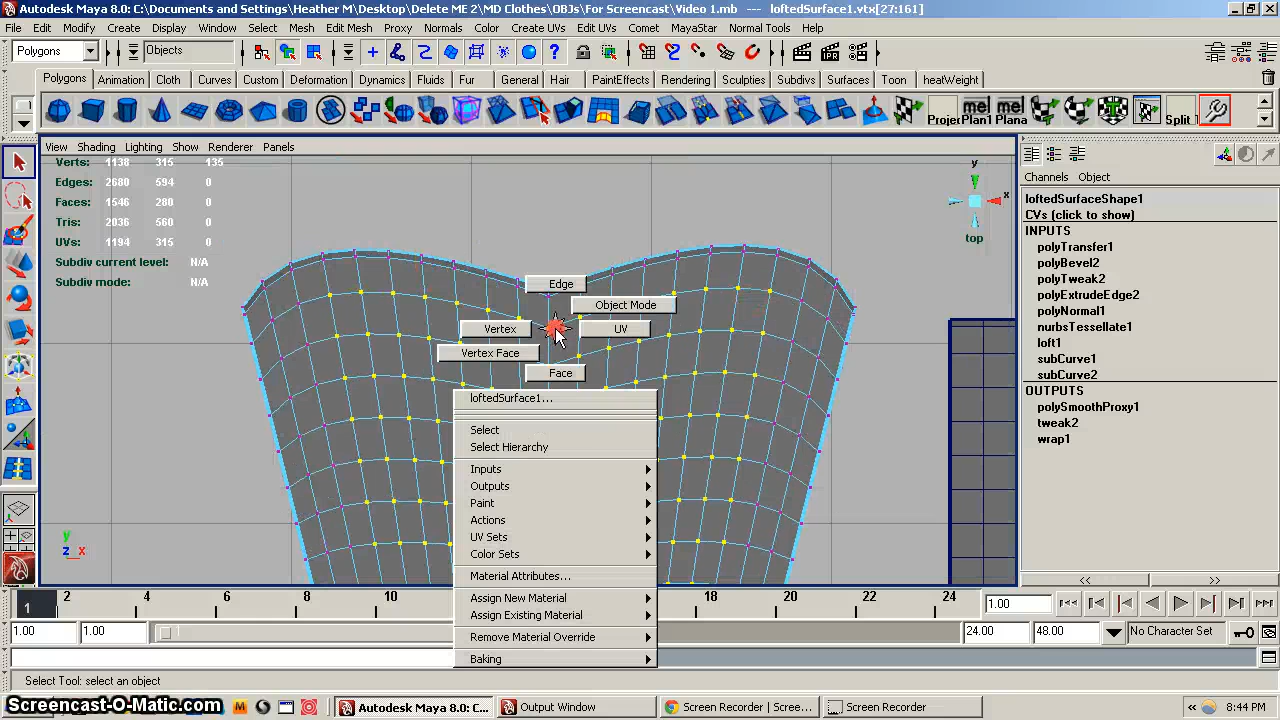 Autodesk Maya 8.0: C:\Documents and Settings\Heather M\Desktop\Delete ME 2\MD Clothes\OBJs\For Screencast\Video 1.mb --- loftedSurface1.vtx[27:161]
File Edit Modify Create Display Window Select Mesh Edit Mesh Proxy Normals Color Create UVs Edit UVs Comet MayaStar Normal Tools Help
Polygons Objects IPR
Polygons Animation Cloth Curves Custom Deformation Dynamics Fluids Fur General Hair PaintEffects Rendering Sculpties Subdivs Surfaces Toon heatWeight
Projec mel Plan1 mel Plana Split
View Shading Lighting Show Renderer Panels
Channels Object
Verts: 1138 315 135
Edges: 2680 594 0
Faces: 1546 280 0
Tris: 2036 560 0
UVs: 1194 315 0
Subdiv current level: N/A
Subdiv mode: N/A
y
x
top
Edge
Object Mode
Vertex UV
Vertex Face
Face
loftedSurface1...
Select
Select Hierarchy
Inputs
Outputs
Paint
Actions
UV Sets
Color Sets
Material Attributes...
Assign New Material
Assign Existing Material
Remove Material Override
Baking
y
z x
loftedSurfaceShape1
CVs (click to show)
INPUTS
polyTransfer1
polyBevel2
polyTweak2
polyExtrudeEdge2
polyNormal1
nurbsTessellate1
loft1
subCurve1
subCurve2
OUTPUTS
polySmoothProxy1
tweak2
wrap1
<< >>
1 2 4 6 8 10 18 20 22 24 1.00
1.00 1.00 1 24.00 48.00 No Character Set
Select Tool: select an object
Screencast-O-Matic.com Autodesk Maya 8.0: C:... Output Window Screen Recorder | Scree... Screen Recorder 8:44 PM